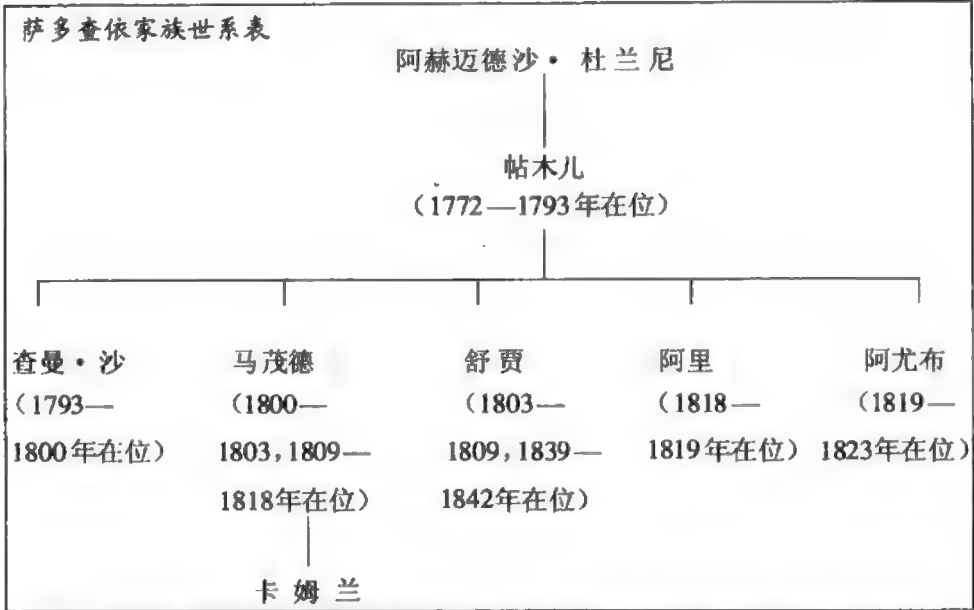 萨多查依家族世系表
阿赫迈德沙·杜兰尼
帖木儿
（1772—1793年在位）
查曼·沙
（1793—
1800年在位）
马茂德
（1800—
1803，1809—
1818年在位）
舒贾
（1803—
1809，1839—
1842年在位）
阿里
（1818—
1819年在位）
阿尤布
（1819—
1823年在位）
卡姆兰